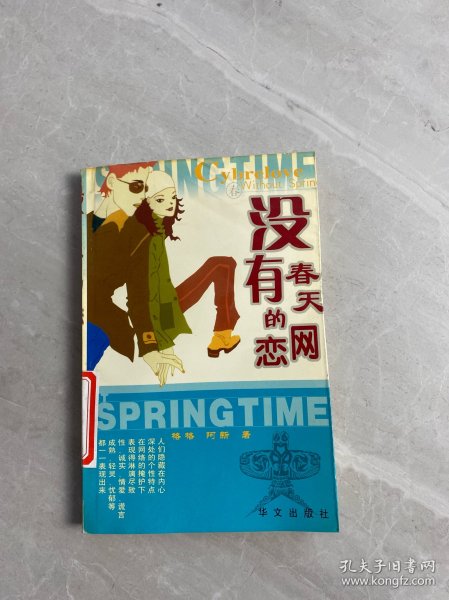 SPRINGTIME
Cybrelove
春
Without Sprin
没有
春天
的
网恋
SPRINGTIME
格格 阿新 著
人们隐藏在内心
深处的个性特点
在网络的掩护下
表现得淋漓尽致
性 诚实 情爱 谎言
成熟 轻灵 忧郁等
都一一表现出来
华文出版社
孔夫子旧书网
www.kongfz.com